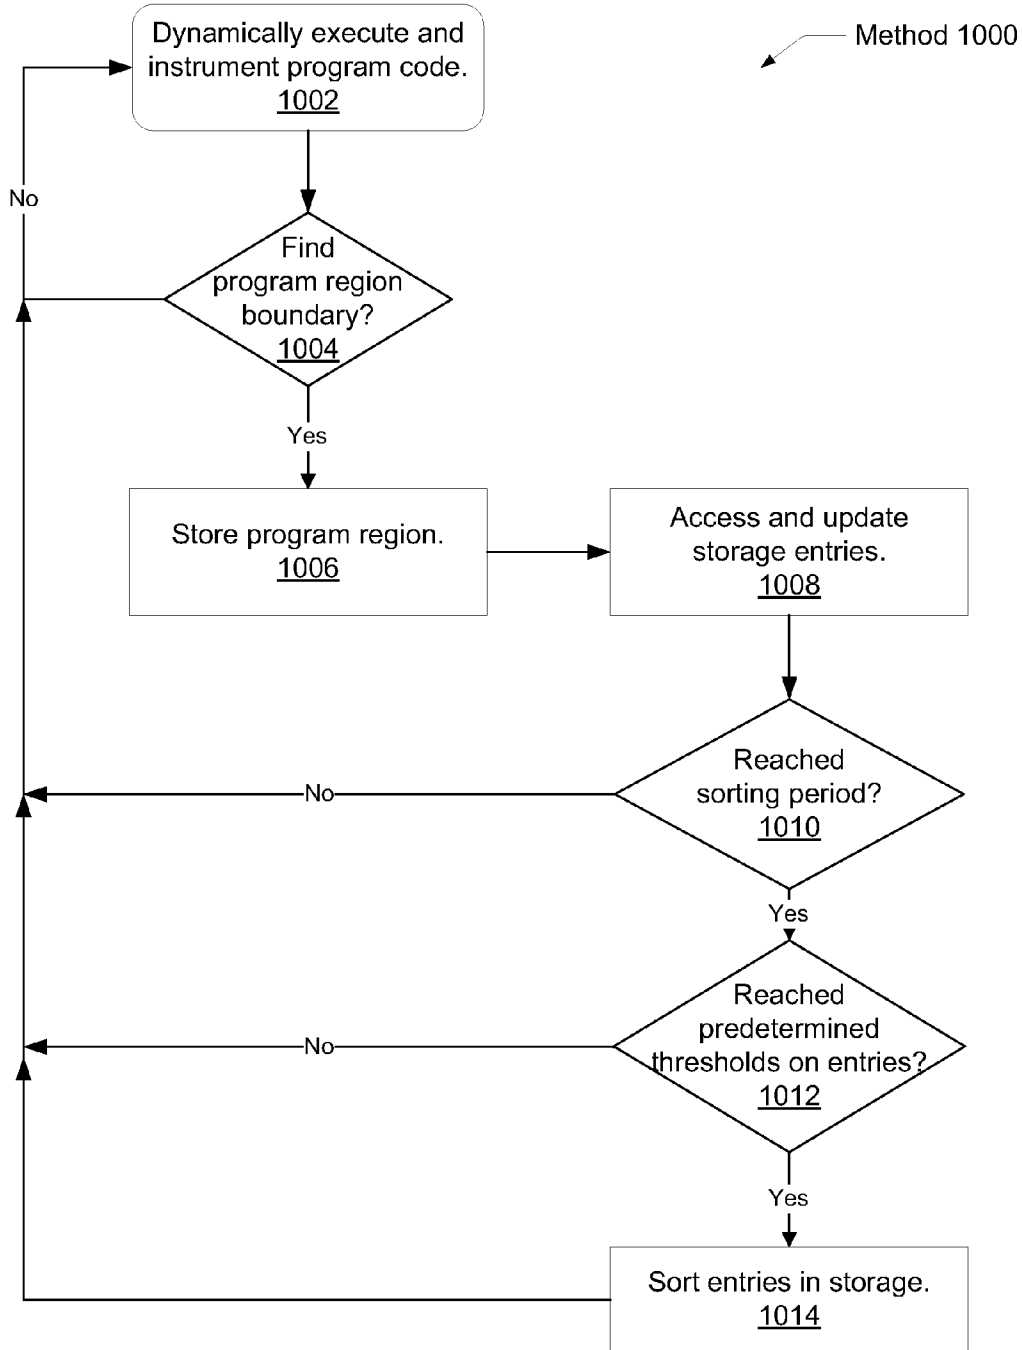 Dynamically execute and
instrument program code.
1002
Method 1000
No
Find
program region
boundary?
1004
Yes
Store program region.
1006
Access and update
storage entries.
1008
Reached
sorting period?
1010
No
Yes
Reached
predetermined
thresholds on entries?
1012
No
Yes
Sort entries in storage.
1014